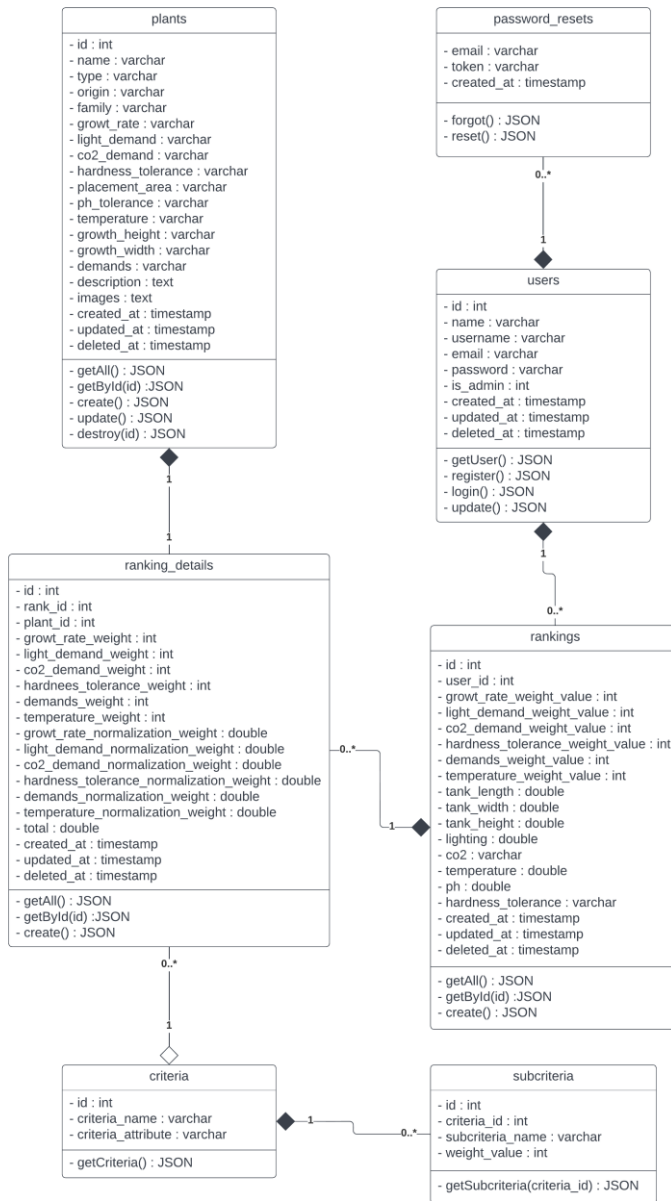 plants
- id : int
- name : varchar
- type : varchar
- origin : varchar
- family : varchar
- growt_rate : varchar
- light_demand : varchar
- co2_demand : varchar
- hardness_tolerance : varchar
- placement_area : varchar
- ph_tolerance : varchar
- temperature : varchar
- growth_height : varchar
- growth_width : varchar
- demands : varchar
- description : text
- images : text
- created_at : timestamp
- updated_at : timestamp
- deleted_at : timestamp
- getAll() : JSON
- getById(id) :JSON
- create() : JSON
- update() : JSON
- destroy(id) : JSON
1
1
password_resets
- email : varchar
- token : varchar
- created_at : timestamp
- forgot() : JSON
- reset() : JSON
0..*
1
users
- id : int
- name : varchar
- username : varchar
- email : varchar
- password : varchar
- is_admin : int
- created_at : timestamp
- updated_at : timestamp
- deleted_at : timestamp
- getUser() : JSON
- register() : JSON
- login() : JSON
- update() : JSON
1
0..*
ranking_details
- id : int
- rank_id : int
- plant_id : int
- growt_rate_weight : int
- light_demand_weight : int
- co2_demand_weight : int
- hardnees_tolerance_weight : int
- demands_weight : int
- temperature_weight : int
- growt_rate_normalization_weight : double
- light_demand_normalization_weight : double
- co2_demand_normalization_weight : double
- hardness_tolerance_normalization_weight : double
- demands_normalization_weight : double
- temperature_normalization_weight : double
- total : double
- created_at : timestamp
- updated_at : timestamp
- deleted_at : timestamp
- getAll() : JSON
- getById(id) :JSON
- create() : JSON
0..*
1
rankings
- id : int
- user_id : int
- growt_rate_weight_value : int
- light_demand_weight_value : int
- co2_demand_weight_value : int
- hardness_tolerance_weight_value : int
- demands_weight_value : int
- temperature_weight_value : int
- tank_length : double
- tank_width : double
- tank_height : double
- lighting : double
- co2 : varchar
- temperature : double
- ph : double
- hardness_tolerance : varchar
- created_at : timestamp
- updated_at : timestamp
- deleted_at : timestamp
- getAll() : JSON
- getById(id) :JSON
- create() : JSON
0..*
1
criteria
- id : int
- criteria_name : varchar
- criteria_attribute : varchar
- getCriteria() : JSON
1
0..*
subcriteria
- id : int
- criteria_id : int
- subcriteria_name : varchar
- weight_value : int
- getSubcriteria(criteria_id) : JSON